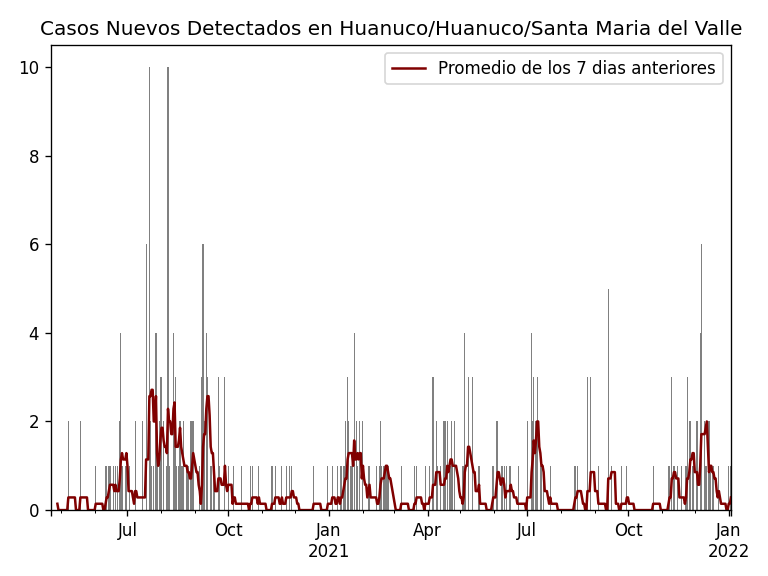 Casos Nuevos Detectados en Huanuco/Huanuco/Santa Maria del Valle
Promedio de los 7 dias anteriores
10
8
6
4
2
0
Jul
Oct
Jan
2021
Apr
Jul
Oct
Jan
2022